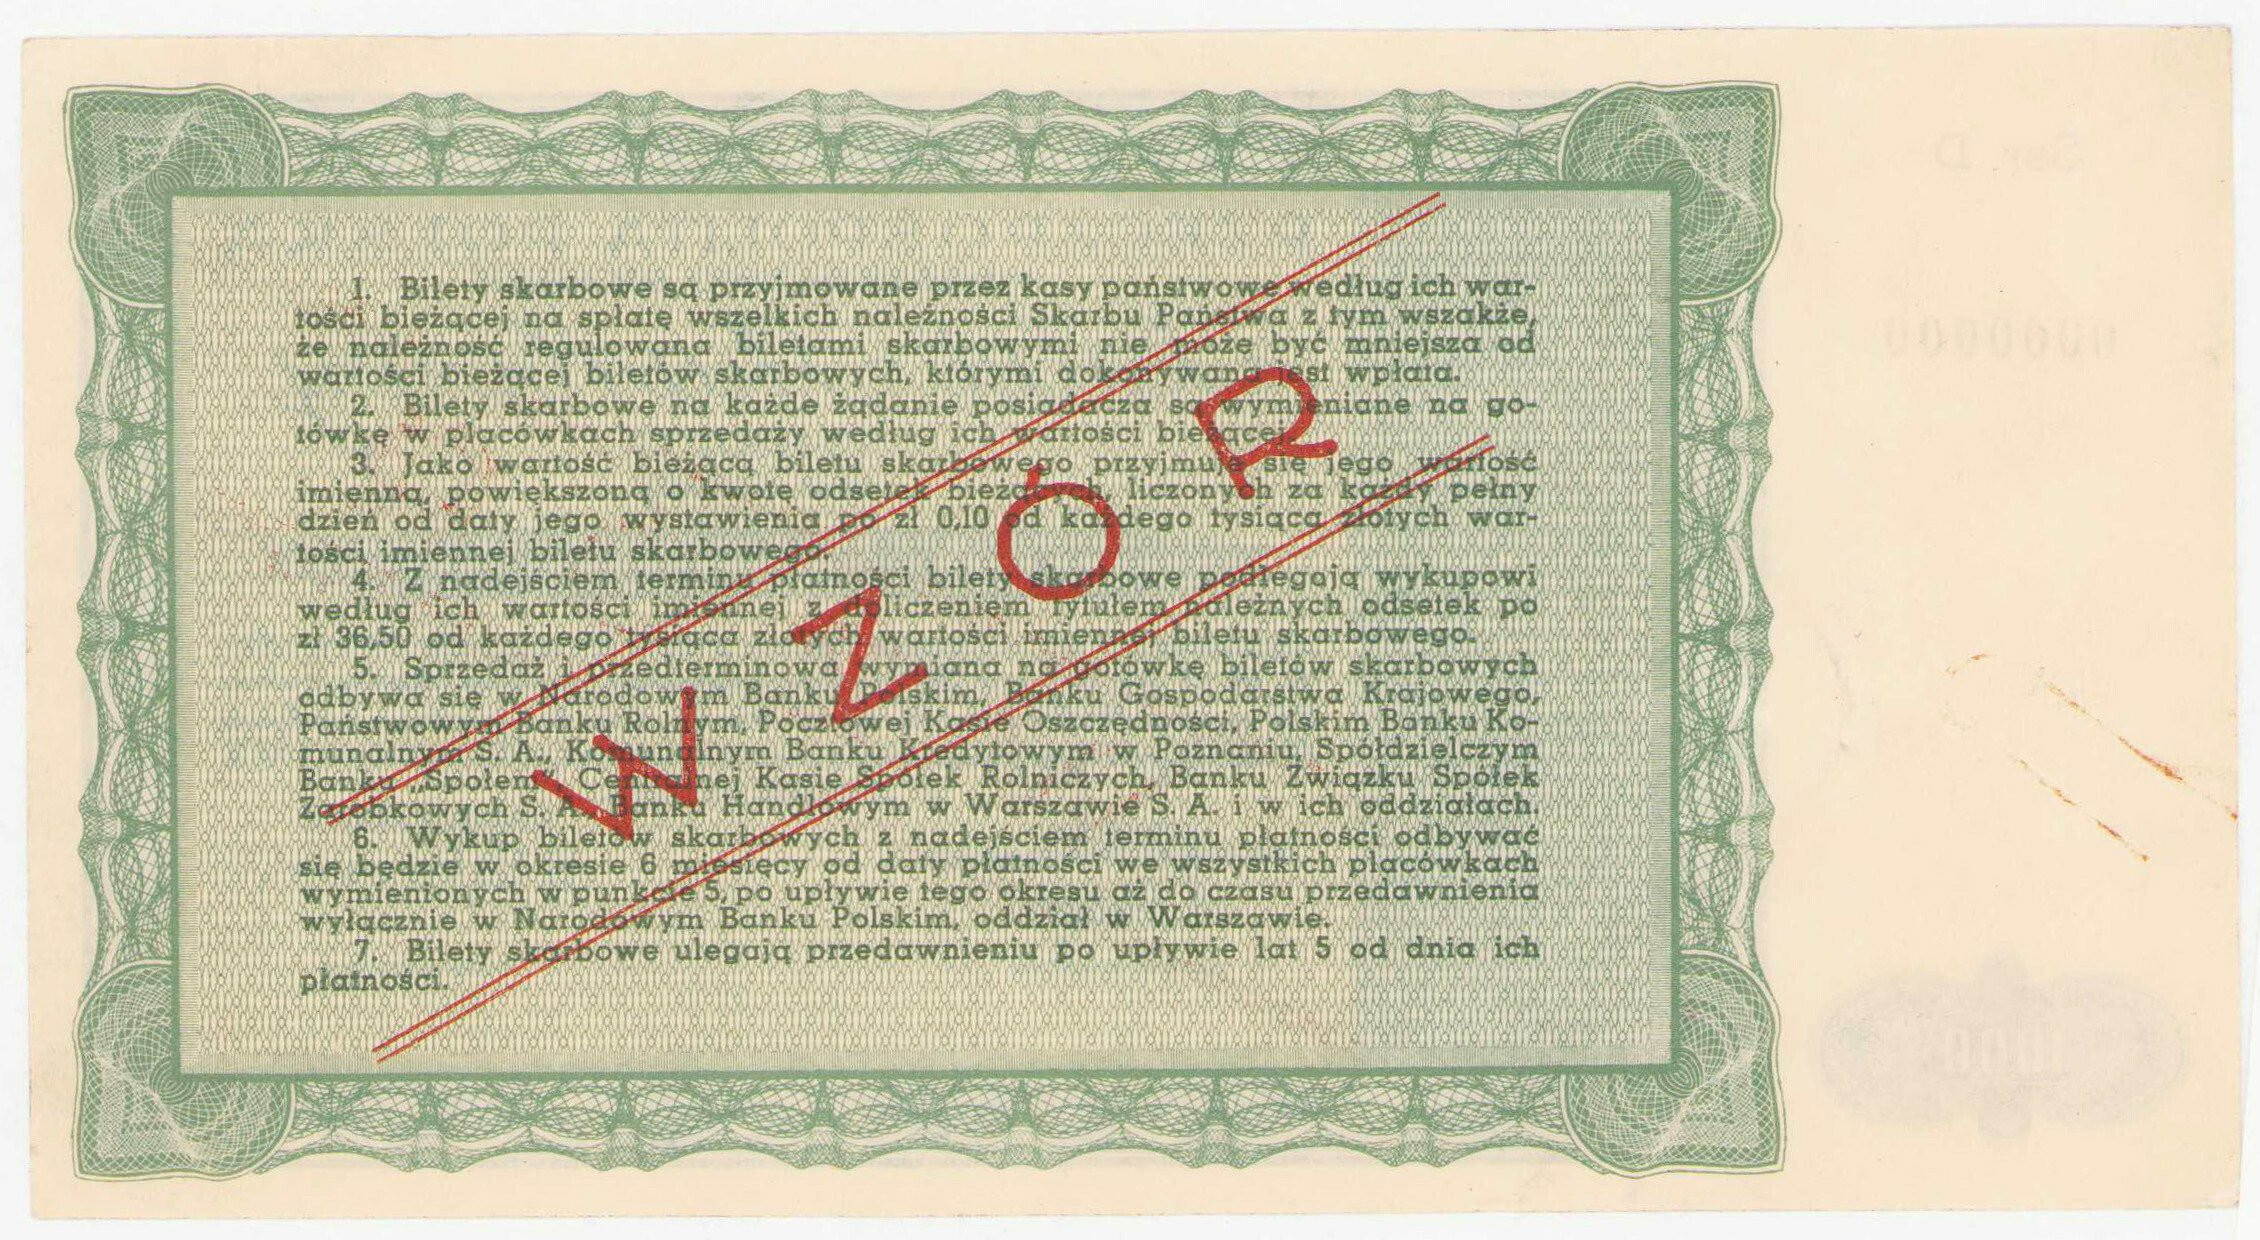 1. Bilety skarbowe są przyjmowane przez kasy państwowe według ich war-
tości bieżącej na spłatę wszelkich należności Skarbu Państwa z tym wszakże,
że należność regulowana biletami skarbowymi nie może być mniejsza od
wartości bieżącej biletów skarbowych, którymi dokonywana jest wpłata.
2. Bilety skarbowe na każde żądanie posiadacza są wymieniane na go-
tówkę w placówkach sprzedaży według ich wartości bieżącej.
3. Jako wartość bieżącą biletu skarbowego przyjmuje się jego wartość
imienną, powiększoną o kwotę odsetek bieżących, liczonych za każdy pełny
dzień od daty jego wystawienia po zł 0,10 od każdego tysiąca złotych war-
tości imiennej biletu skarbowego.
4. Z nadejściem terminu płatności bilety skarbowe podlegają wykupowi
według ich wartości imiennej z doliczeniem tytułem należnych odsetek po
zł 36,50 od każdego tysiąca złotych wartości imiennej biletu skarbowego.
5. Sprzedaż i przedterminowa wymiana na gotówkę biletów skarbowych
odbywa się w Narodowym Banku Polskim, Banku Gospodarstwa Krajowego,
Państwowym Banku Rolnym, Pocztowej Kasie Oszczędności, Polskim Banku Ko-
munalnym S. A., Komunalnym Banku Kredytowym w Poznaniu, Spółdzielczym
Banku „Społem", Centralnej Kasie Spółek Rolniczych, Banku Związku Spółek
Zarobkowych S. A., Banku Handlowym w Warszawie S. A. i w ich oddziałach.
6. Wykup biletów skarbowych z nadejściem terminu płatności odbywać
się będzie w okresie 6 miesięcy od daty płatności we wszystkich placówkach
wymienionych w punkcie 5, po upływie tego okresu aż do czasu przedawnienia
wyłącznie w Narodowym Banku Polskim, oddział w Warszawie.
7. Bilety skarbowe ulegają przedawnieniu po upływie lat 5 od dnia ich
płatności.
WZÓR